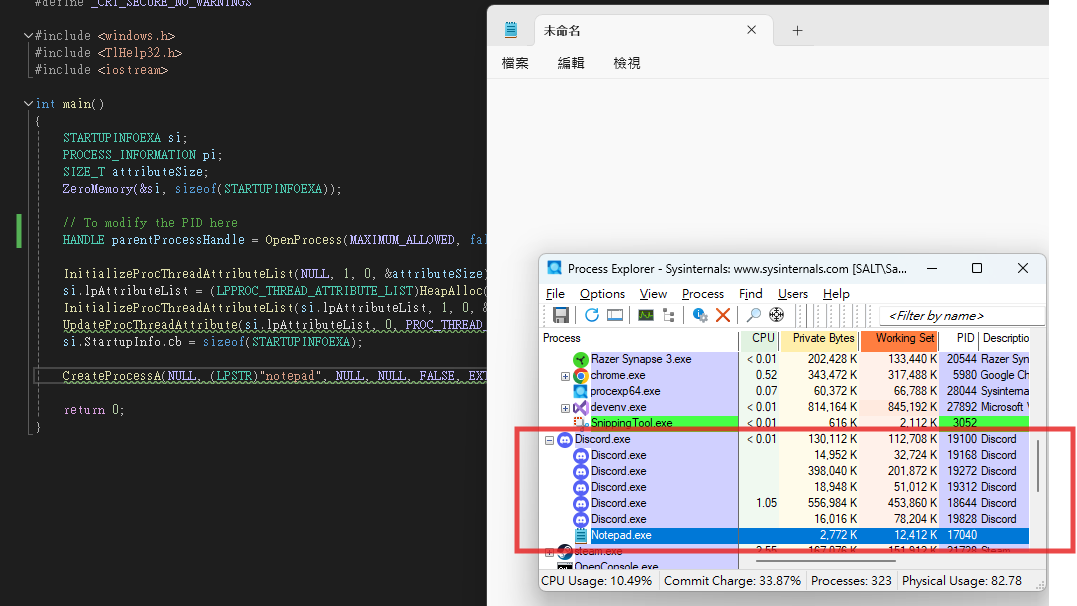 #define _CRT_SECURE_NO_WARNINGS
#include <windows.h>
#include <TlHelp32.h>
#include <iostream>
int main()
{
STARTUPINFOEXA si;
PROCESS_INFORMATION pi;
SIZE_T attributeSize;
ZeroMemory(&si, sizeof(STARTUPINFOEXA));
// To modify the PID here
HANDLE parentProcessHandle = OpenProcess(MAXIMUM_ALLOWED, fal
InitializeProcThreadAttributeList(NULL, 1, 0, &attributeSize)
si.lpAttributeList = (LPPROC_THREAD_ATTRIBUTE_LIST)HeapAlloc(
InitializeProcThreadAttributeList(si.lpAttributeList, 1, 0, &
UpdateProcThreadAttribute(si.lpAttributeList, 0, PROC_THREAD_
si.StartupInfo.cb = sizeof(STARTUPINFOEXA);
CreateProcessA(NULL, (LPSTR)"notepad", NULL, NULL, FALSE, EXT
return 0;
}
未命名
檔案 編輯 檢視
Process Explorer - Sysinternals: www.sysinternals.com [SALT\Sa...
File Options View Process Find Users Help
<Filter by name>
Process CPU Private Bytes Working Set PID Descriptio
Razer Synapse 3.exe < 0.01 202,428 K 133,440 K 20544 Razer Syn
chrome.exe 0.52 343,472 K 317,488 K 5980 Google Ch
procexp64.exe 0.07 60,372 K 66,788 K 28044 Sysinterna
devenv.exe < 0.01 814,164 K 845,192 K 27892 Microsoft V
SnippingTool.exe < 0.01 616 K 2,112 K 3052
Discord.exe < 0.01 130,112 K 112,708 K 19100 Discord
Discord.exe 14,952 K 32,724 K 19168 Discord
Discord.exe 398,040 K 201,872 K 19272 Discord
Discord.exe 18,948 K 51,012 K 19312 Discord
Discord.exe 1.05 556,984 K 453,860 K 18644 Discord
Discord.exe 16,016 K 78,204 K 19828 Discord
Notepad.exe 2,772 K 12,412 K 17040
steam.exe
OpenConsole.exe
CPU Usage: 10.49% Commit Charge: 33.87% Processes: 323 Physical Usage: 82.78